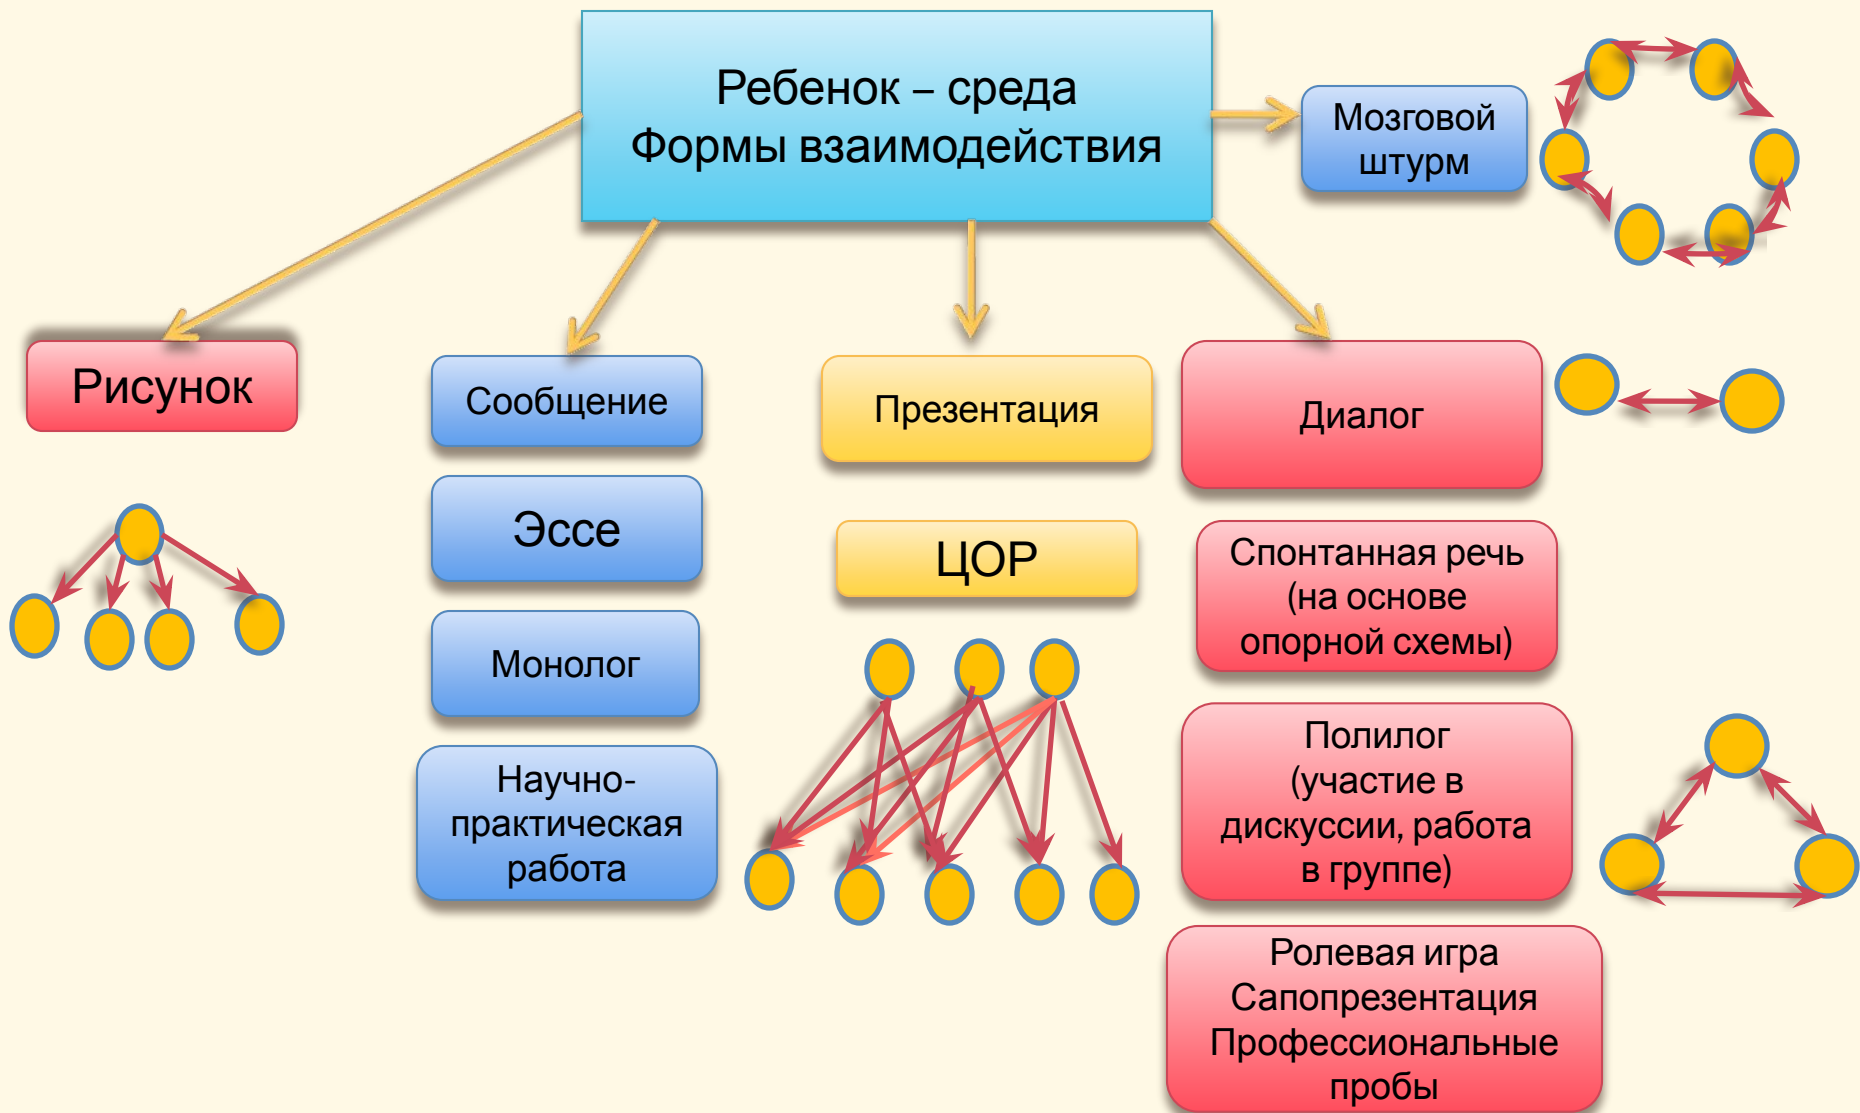 Ребенок – среда
Формы взаимодействия
Мозговой
штурм
Рисунок
Сообщение
Эссе
Монолог
Научно-
практическая
работа
Презентация
ЦОР
Диалог
Спонтанная речь
(на основе
опорной схемы)
Полилог
(участие в
дискуссии, работа
в группе)
Ролевая игра
Сапопрезентация
Профессиональные
пробы